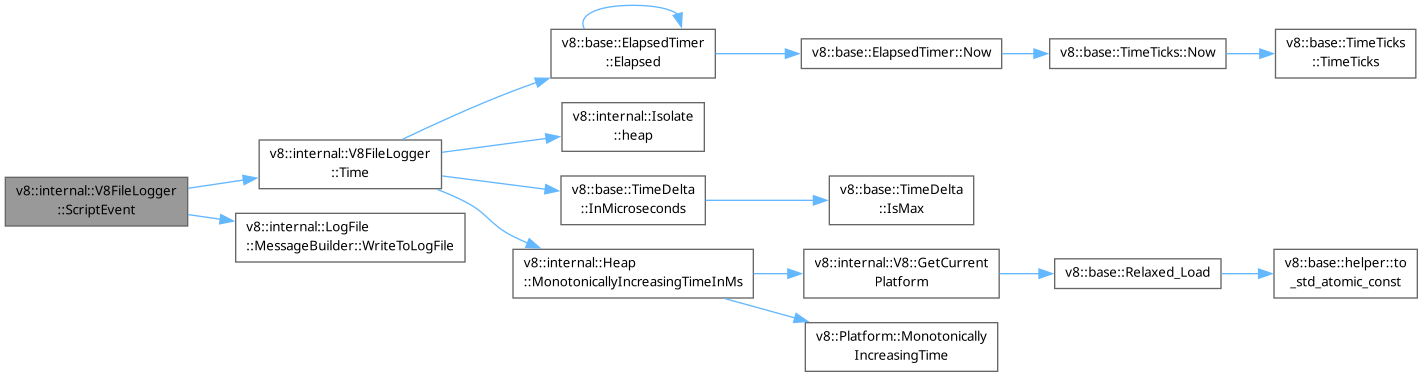 v8::internal::V8FileLogger
::ScriptEvent
v8::internal::V8FileLogger
::Time
v8::internal::LogFile
::MessageBuilder::WriteToLogFile
v8::base::ElapsedTimer
::Elapsed
v8::internal::Isolate
::heap
v8::base::TimeDelta
::InMicroseconds
v8::internal::Heap
::MonotonicallyIncreasingTimeInMs
v8::base::ElapsedTimer::Now
v8::base::TimeDelta
::IsMax
v8::internal::V8::GetCurrent
Platform
v8::Platform::Monotonically
IncreasingTime
v8::base::TimeTicks::Now
v8::base::Relaxed_Load
v8::base::TimeTicks
::TimeTicks
v8::base::helper::to
_std_atomic_const